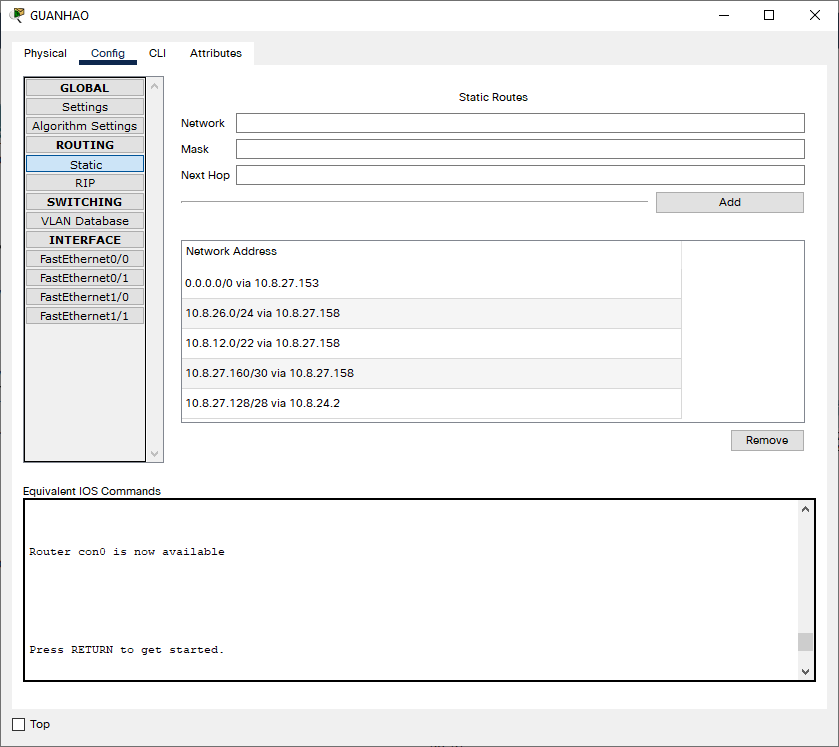 GUANHAO
Physical Config CLI Attributes
GLOBAL
Settings
Algorithm Settings
ROUTING
Static
RIP
SWITCHING
VLAN Database
INTERFACE
FastEthernet0/0
FastEthernet0/1
FastEthernet1/0
FastEthernet1/1
Static Routes
Network
Mask
Next Hop
Add
Network Address
0.0.0.0/0 via 10.8.27.153
10.8.26.0/24 via 10.8.27.158
10.8.12.0/22 via 10.8.27.158
10.8.27.160/30 via 10.8.27.158
10.8.27.128/28 via 10.8.24.2
Remove
Equivalent IOS Commands
Router con0 is now available
Press RETURN to get started.
Top